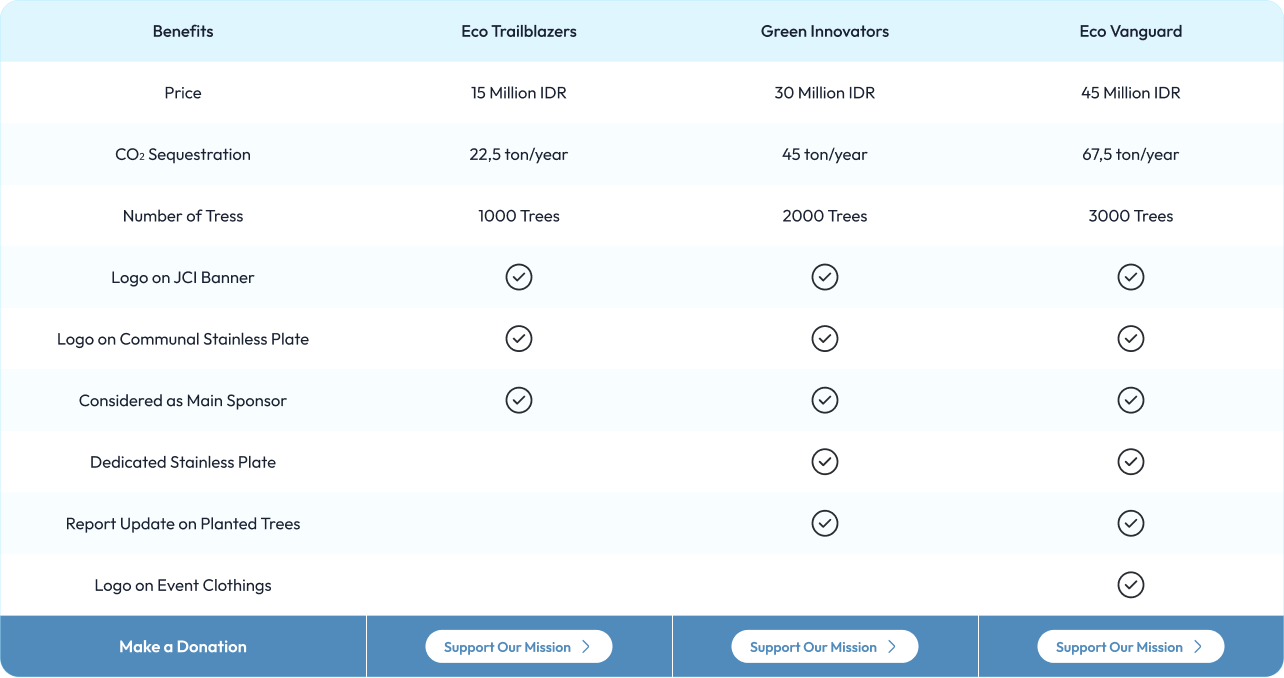 Benefits Eco Trailblazers Green Innovators Eco Vanguard
Price 15 Million IDR 30 Million IDR 45 Million IDR
CO₂ Sequestration 22,5 ton/year 45 ton/year 67,5 ton/year
Number of Tress 1000 Trees 2000 Trees 3000 Trees
Logo on JCI Banner
Logo on Communal Stainless Plate
Considered as Main Sponsor
Dedicated Stainless Plate
Report Update on Planted Trees
Logo on Event Clothings
Make a Donation Support Our Mission Support Our Mission Support Our Mission